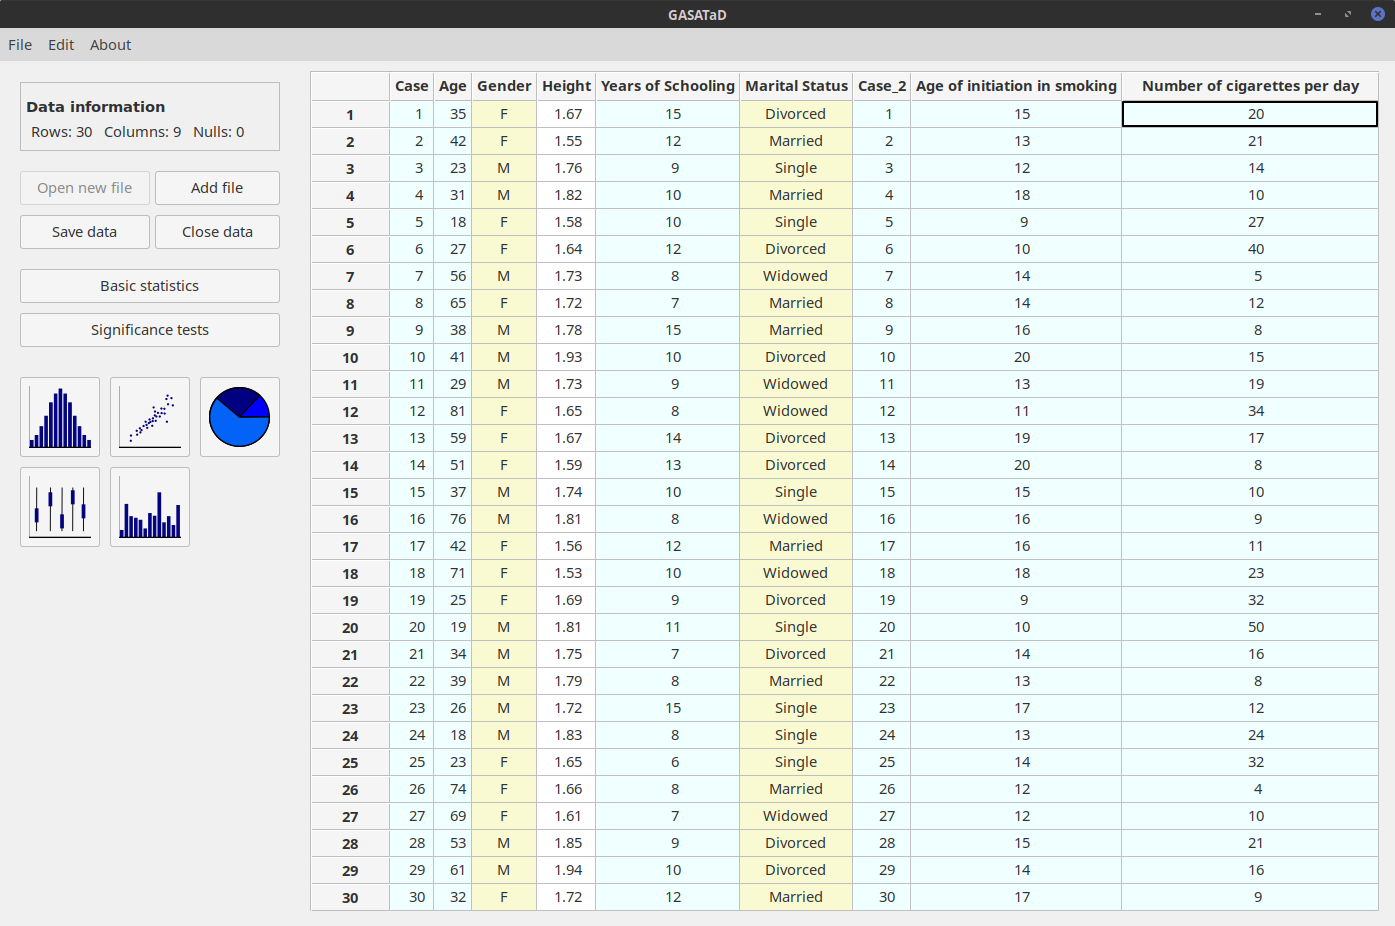 GASATaD
File Edit About
Data information
Rows: 30 Columns: 9 Nulls: 0
Open new file Add file
Save data Close data
Basic statistics
Significance tests
Case Age Gender Height Years of Schooling Marital Status Case_2 Age of initiation in smoking Number of cigarettes per day
1 1 35 F 1.67 15 Divorced 1 15 20
2 2 42 F 1.55 12 Married 2 13 21
3 3 23 M 1.76 9 Single 3 12 14
4 4 31 M 1.82 10 Married 4 18 10
5 5 18 F 1.58 10 Single 5 9 27
6 6 27 F 1.64 12 Divorced 6 10 40
7 7 56 M 1.73 8 Widowed 7 14 5
8 8 65 F 1.72 7 Married 8 14 12
9 9 38 M 1.78 15 Married 9 16 8
10 10 41 M 1.93 10 Divorced 10 20 15
11 11 29 M 1.73 9 Widowed 11 13 19
12 12 81 F 1.65 8 Widowed 12 11 34
13 13 59 F 1.67 14 Divorced 13 19 17
14 14 51 F 1.59 13 Divorced 14 20 8
15 15 37 M 1.74 10 Single 15 15 10
16 16 76 M 1.81 8 Widowed 16 16 9
17 17 42 F 1.56 12 Married 17 16 11
18 18 71 F 1.53 10 Widowed 18 18 23
19 19 25 F 1.69 9 Divorced 19 9 32
20 20 19 M 1.81 11 Single 20 10 50
21 21 34 M 1.75 7 Divorced 21 14 16
22 22 39 M 1.79 8 Married 22 13 8
23 23 26 M 1.72 15 Single 23 17 12
24 24 18 M 1.83 8 Single 24 13 24
25 25 23 F 1.65 6 Single 25 14 32
26 26 74 F 1.66 8 Married 26 12 4
27 27 69 F 1.61 7 Widowed 27 12 10
28 28 53 M 1.85 9 Divorced 28 15 21
29 29 61 M 1.94 10 Divorced 29 14 16
30 30 32 F 1.72 12 Married 30 17 9